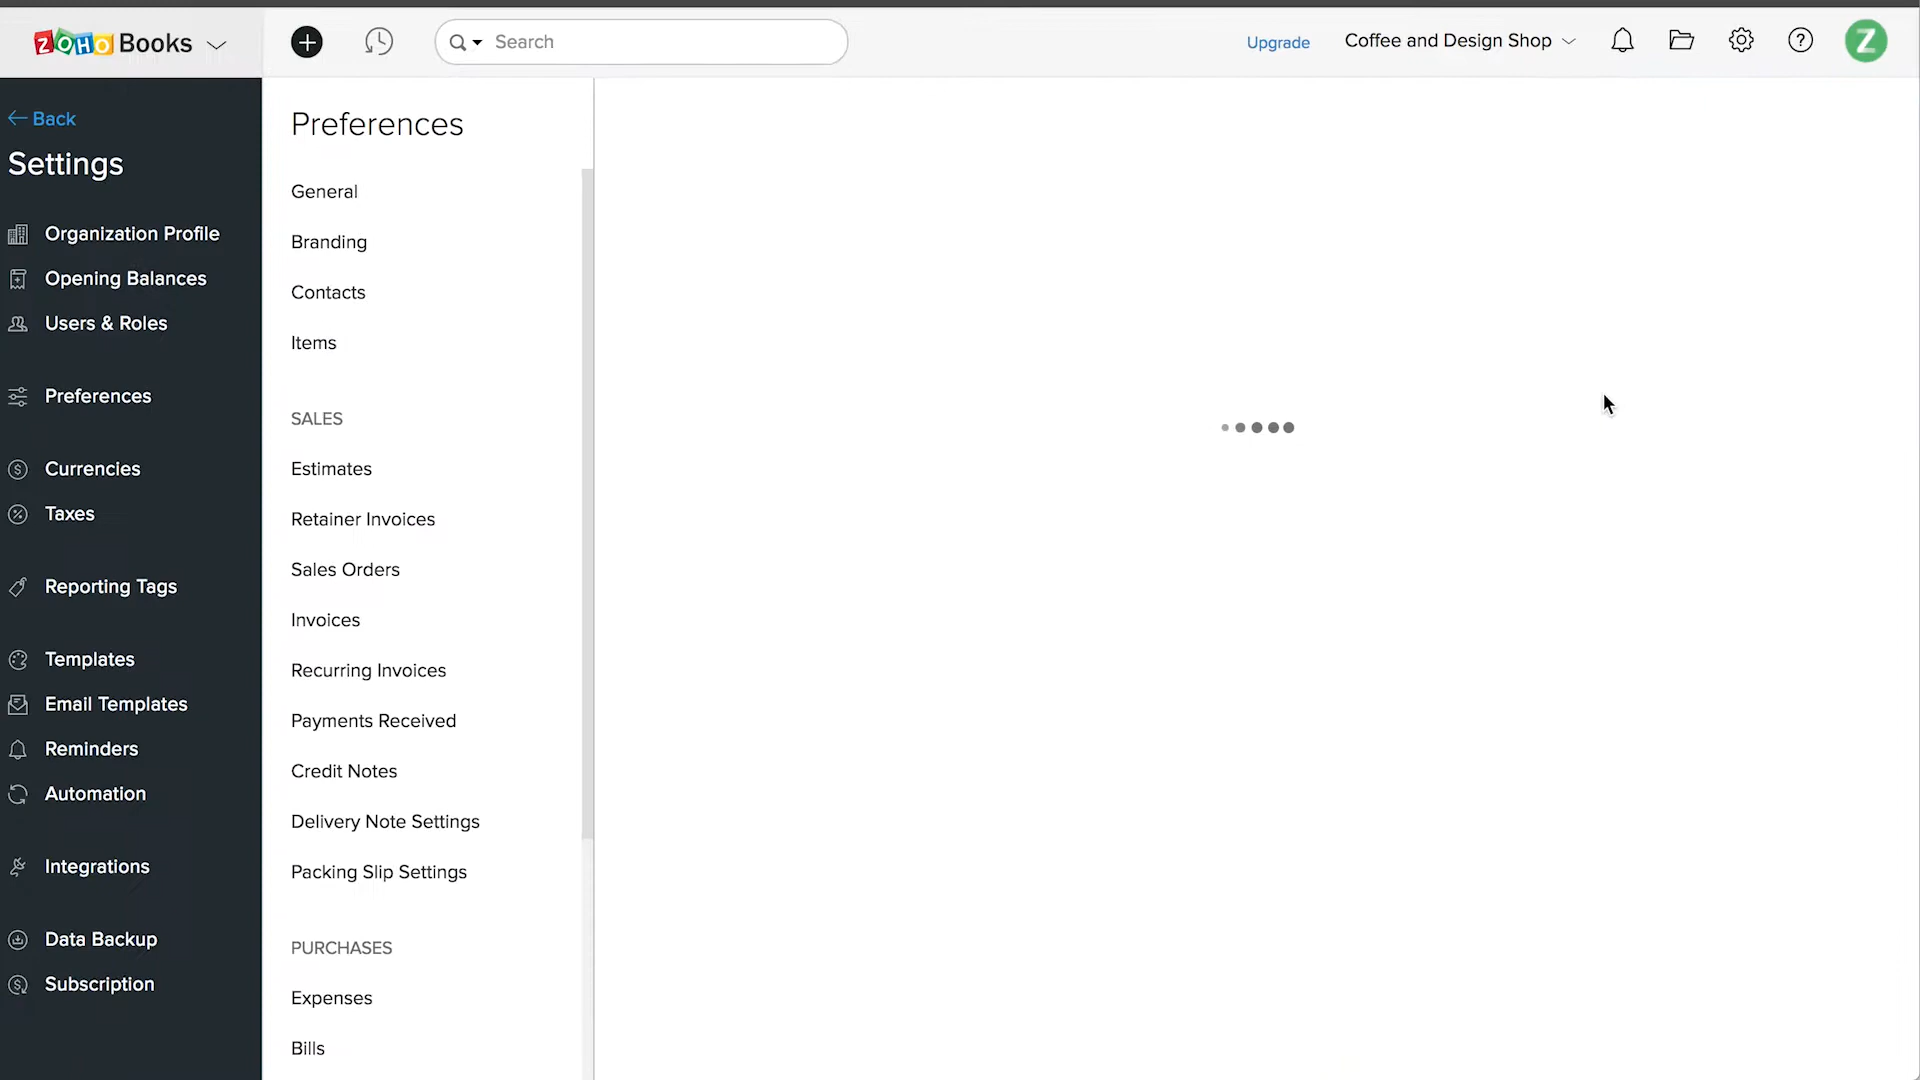 ZOHO Books
Search
Upgrade
Coffee and Design Shop
Z
Back
Settings
Organization Profile
Opening Balances
Users & Roles
Preferences
Currencies
Taxes
Reporting Tags
Templates
Email Templates
Reminders
Automation
Integrations
Data Backup
Subscription
Preferences
General
Branding
Contacts
Items
SALES
Estimates
Retainer Invoices
Sales Orders
Invoices
Recurring Invoices
Payments Received
Credit Notes
Delivery Note Settings
Packing Slip Settings
PURCHASES
Expenses
Bills